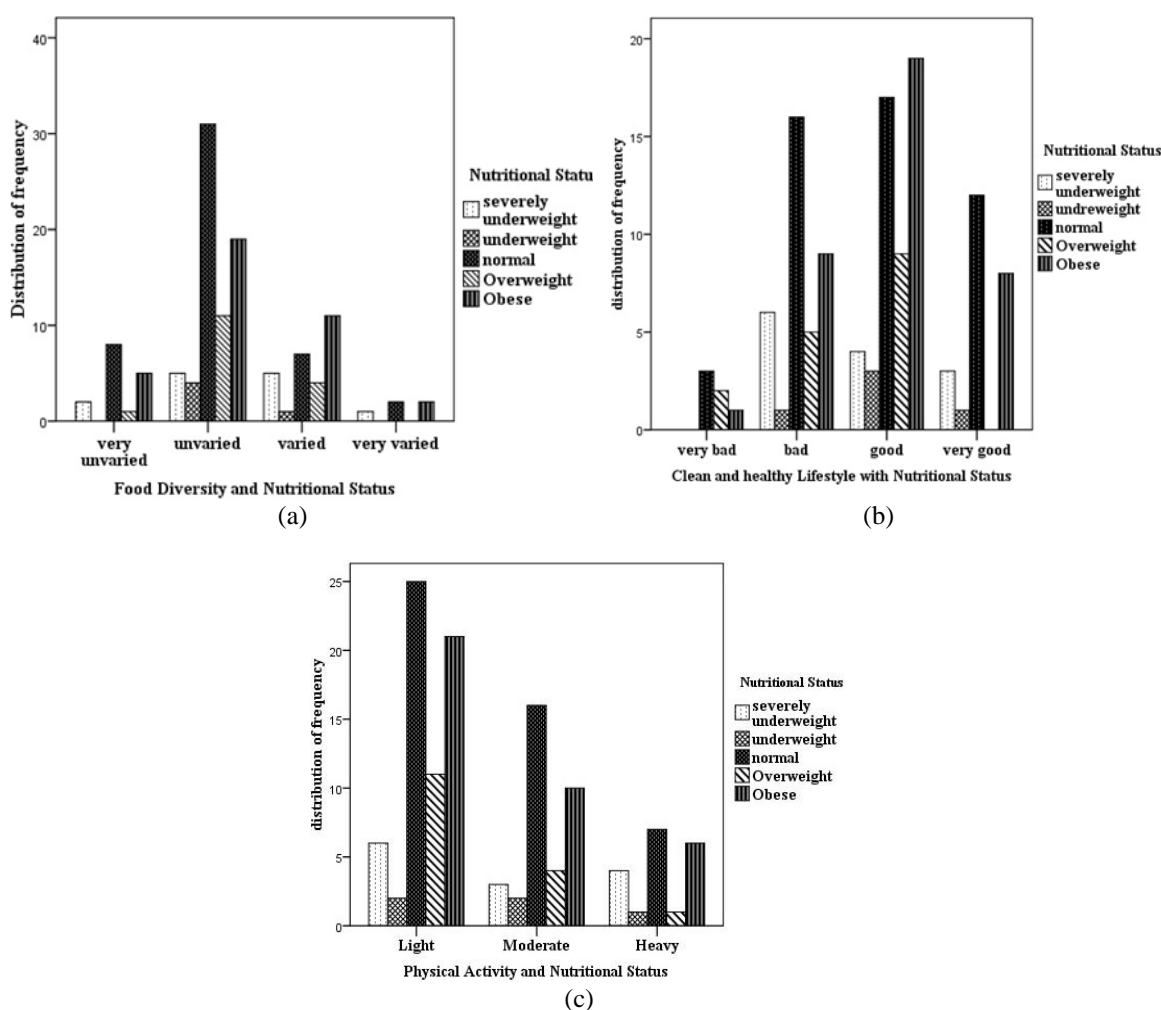 Distribution of frequency
40
30
20
10
0
very unvaried
unvaried
varied
very varied
Food Diversity and Nutritional Status
Nutritional Statu
severely
underweight
underweight
normal
Overweight
Obese
(a)
distribution of frequency
20
15
10
5
0
very bad
bad
good
very good
Clean and healthy Lifestyle with Nutritional Status
Nutritional Status
severely
underweight
undreweight
normal
Overweight
Obese
(b)
distribution of frequency
25
20
15
10
5
0
Light
Moderate
Heavy
Physical Activity and Nutritional Status
Nutritional Status
severely
underweight
underweight
normal
Overweight
Obese
(c)